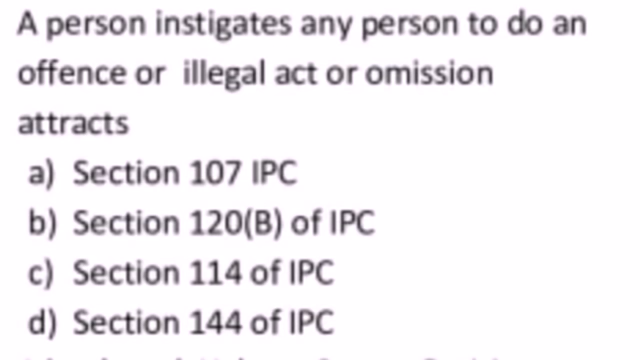 A person instigates any person to do an
offence or illegal act or omission
attracts
a) Section 107 IPC
b) Section 120(B) of IPC
c) Section 114 of IPC
d) Section 144 of IPC